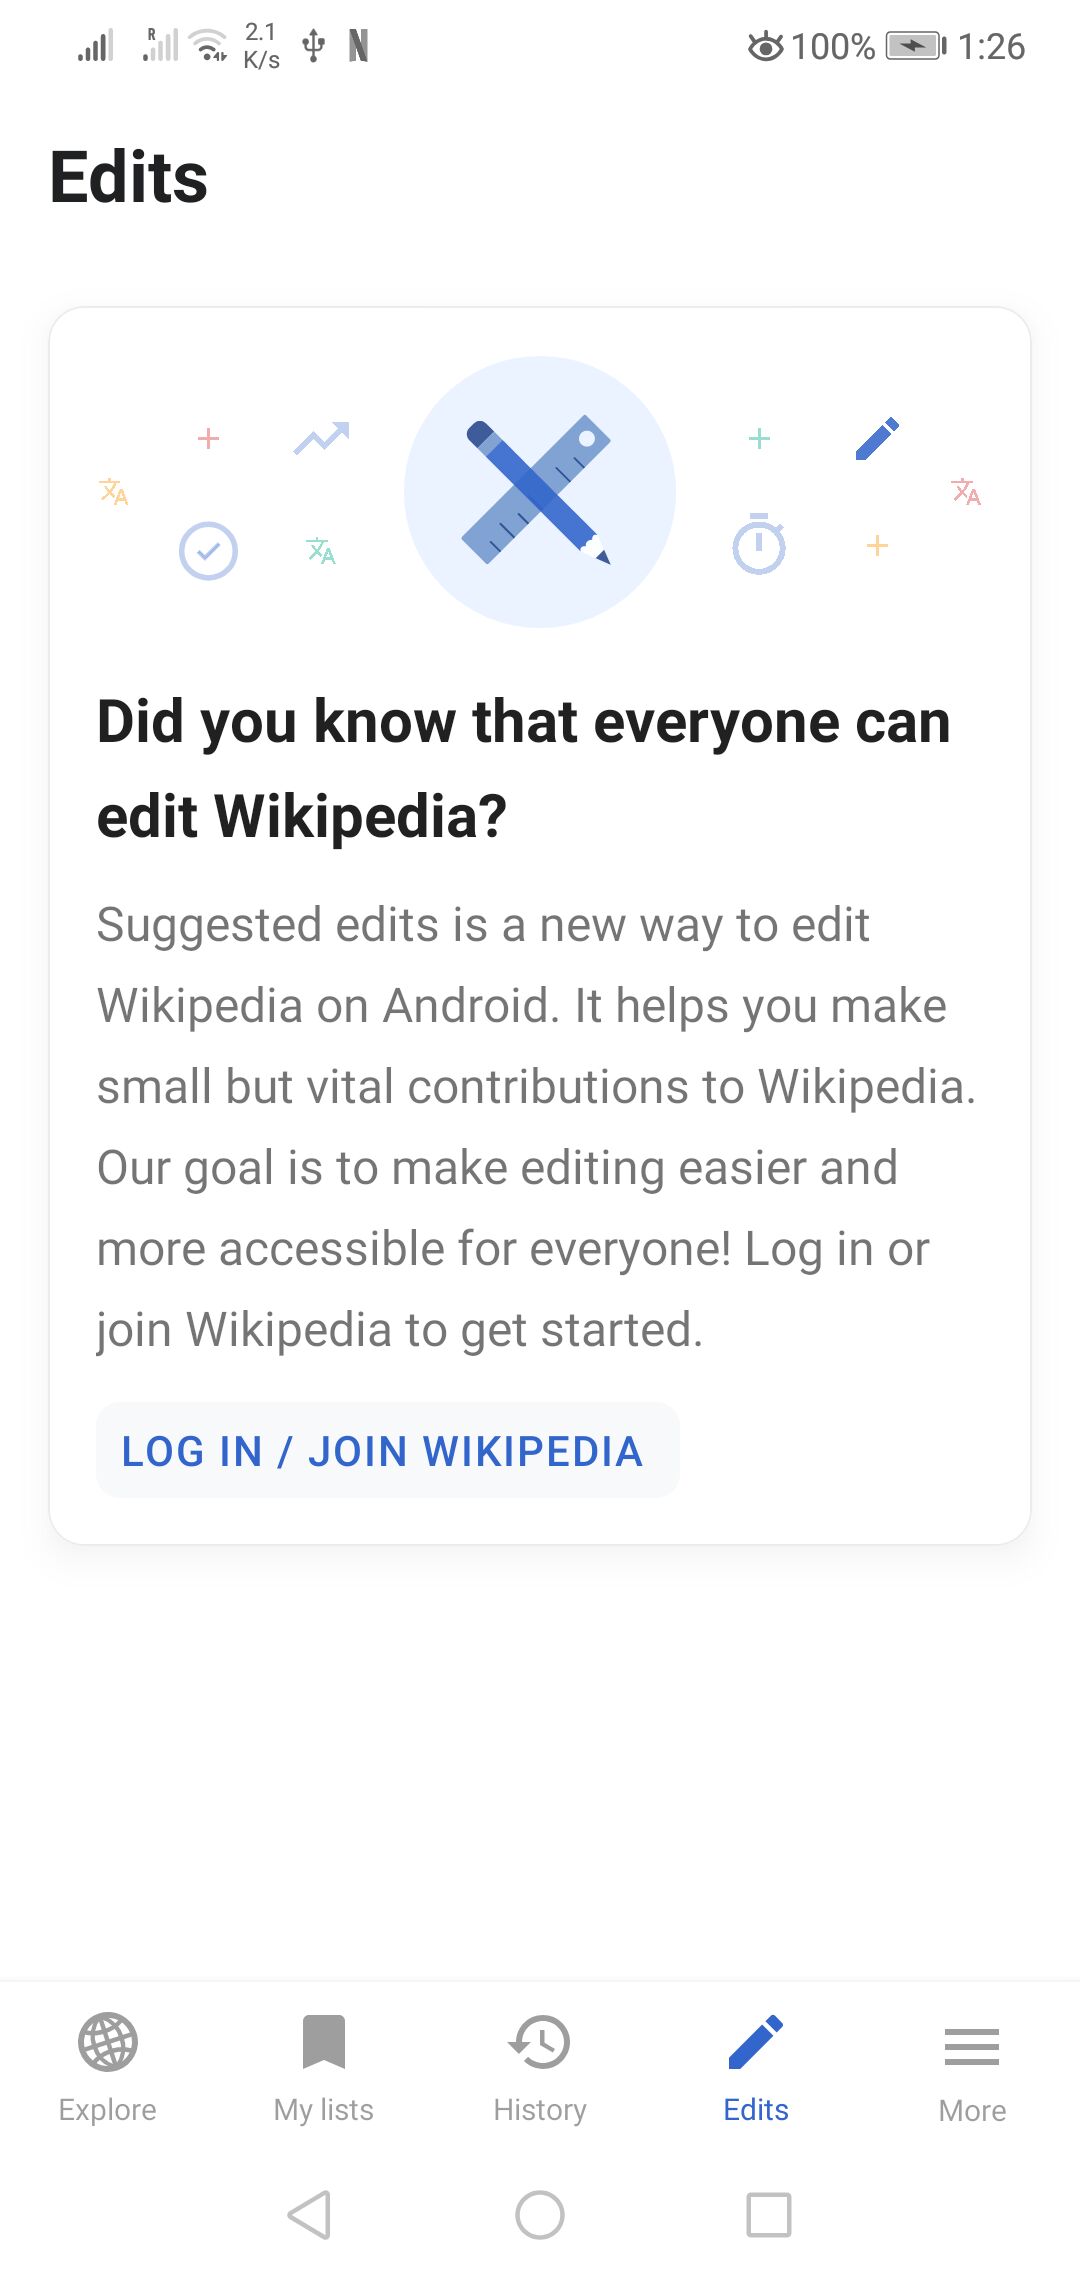 R
2.1
K/s
100%
1:26
Edits
Did you know that everyone can
edit Wikipedia?
Suggested edits is a new way to edit
Wikipedia on Android. It helps you make
small but vital contributions to Wikipedia.
Our goal is to make editing easier and
more accessible for everyone! Log in or
join Wikipedia to get started.
LOG IN / JOIN WIKIPEDIA
Explore
My lists
History
Edits
More